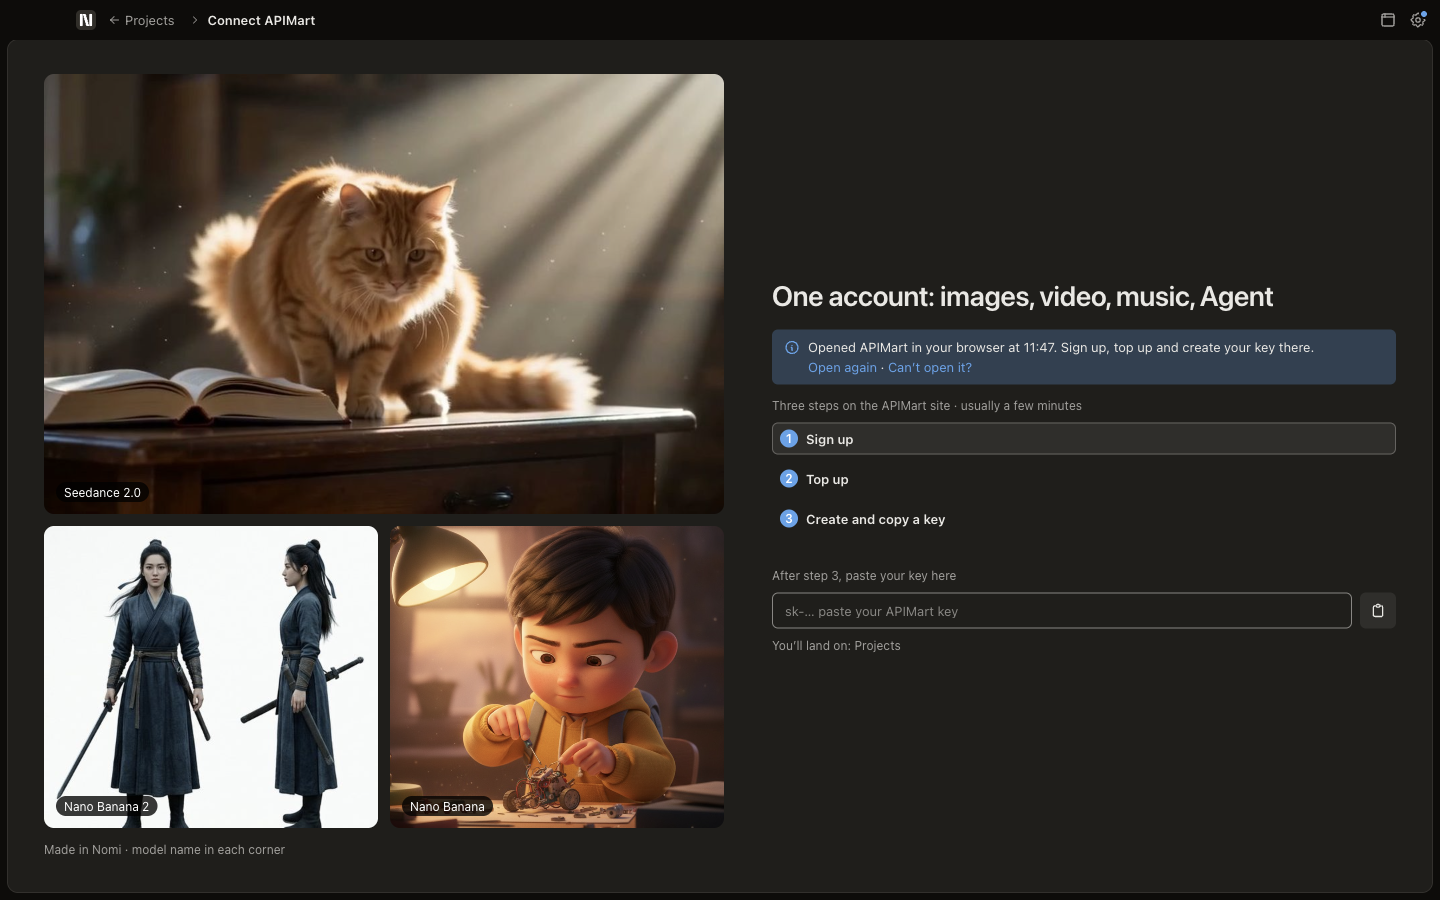 N
Projects
Connect APIMart
Seedance 2.0
Nano Banana 2
Nano Banana
Made in Nomi · model name in each corner
One account: images, video, music, Agent
Opened APIMart in your browser at 11:47. Sign up, top up and create your key there.
Open again · Can't open it?
Three steps on the APIMart site · usually a few minutes
1 Sign up
2 Top up
3 Create and copy a key
After step 3, paste your key here
sk-... paste your APIMart key
You'll land on: Projects